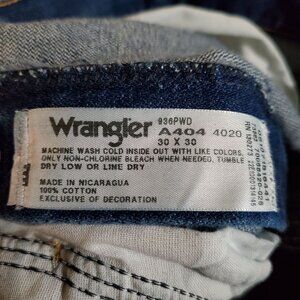 Wrangler 936PWD
A404 4020
30 X 30
MACHINE WASH COLD INSIDE OUT WITH LIKE COLORS.
ONLY NON-CHLORINE BLEACH WHEN NEEDED, TUMBLE
DRY LOW OR LINE DRY
MADE IN NICARAGUA
100% COTTON
EXCLUSIVE OF DECORATION